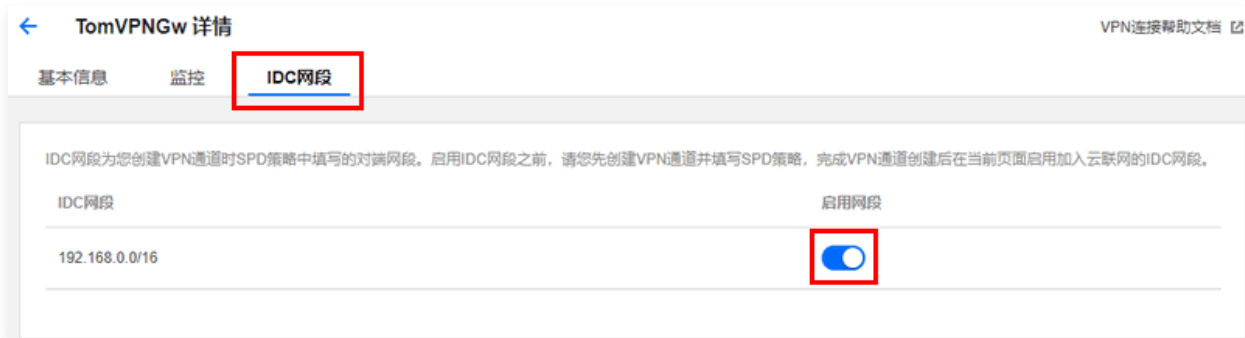 TomVPNGw 详情
VPN连接帮助文档
基本信息 监控 IDC网段
IDC网段为您创建VPN通道时SPD策略中填写的对端网段。启用IDC网段之前，请您先创建VPN通道并填写SPD策略，完成VPN通道创建后在当前页面启用加入云联网的IDC网段。
IDC网段 启用网段
192.168.0.0/16